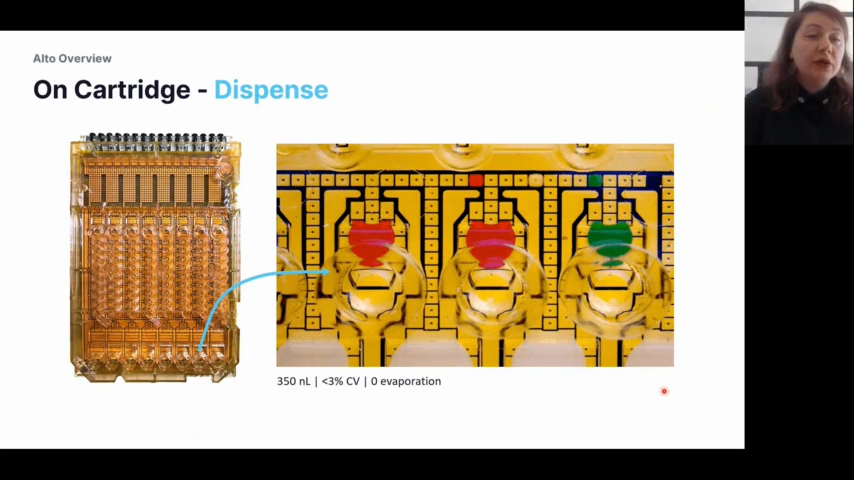 Alto Overview
On Cartridge - Dispense
350 nL | <3% CV | 0 evaporation